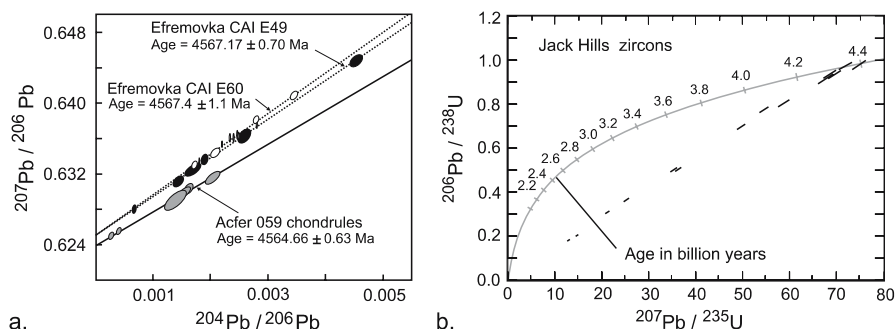 a.
0.648
0.640
0.632
0.624
207Pb / 206 Pb
Efremovka CAI E49
Age = 4567.17 ± 0.70 Ma
Efremovka CAI E60
Age = 4567.4 ± 1.1 Ma
Acfer 059 chondrules
Age = 4564.66 ± 0.63 Ma
0.001
0.003
0.005
204Pb / 206Pb
b.
1.2
1.0
0.8
0.6
0.4
0.2
0.0
206Pb / 238U
Jack Hills zircons
4.4
4.2
4.0
3.8
3.6
3.4
3.2
3.0
2.8
2.6
2.4
2.2
Age in billion years
0
10
20
30
40
50
60
70
80
207Pb / 235U